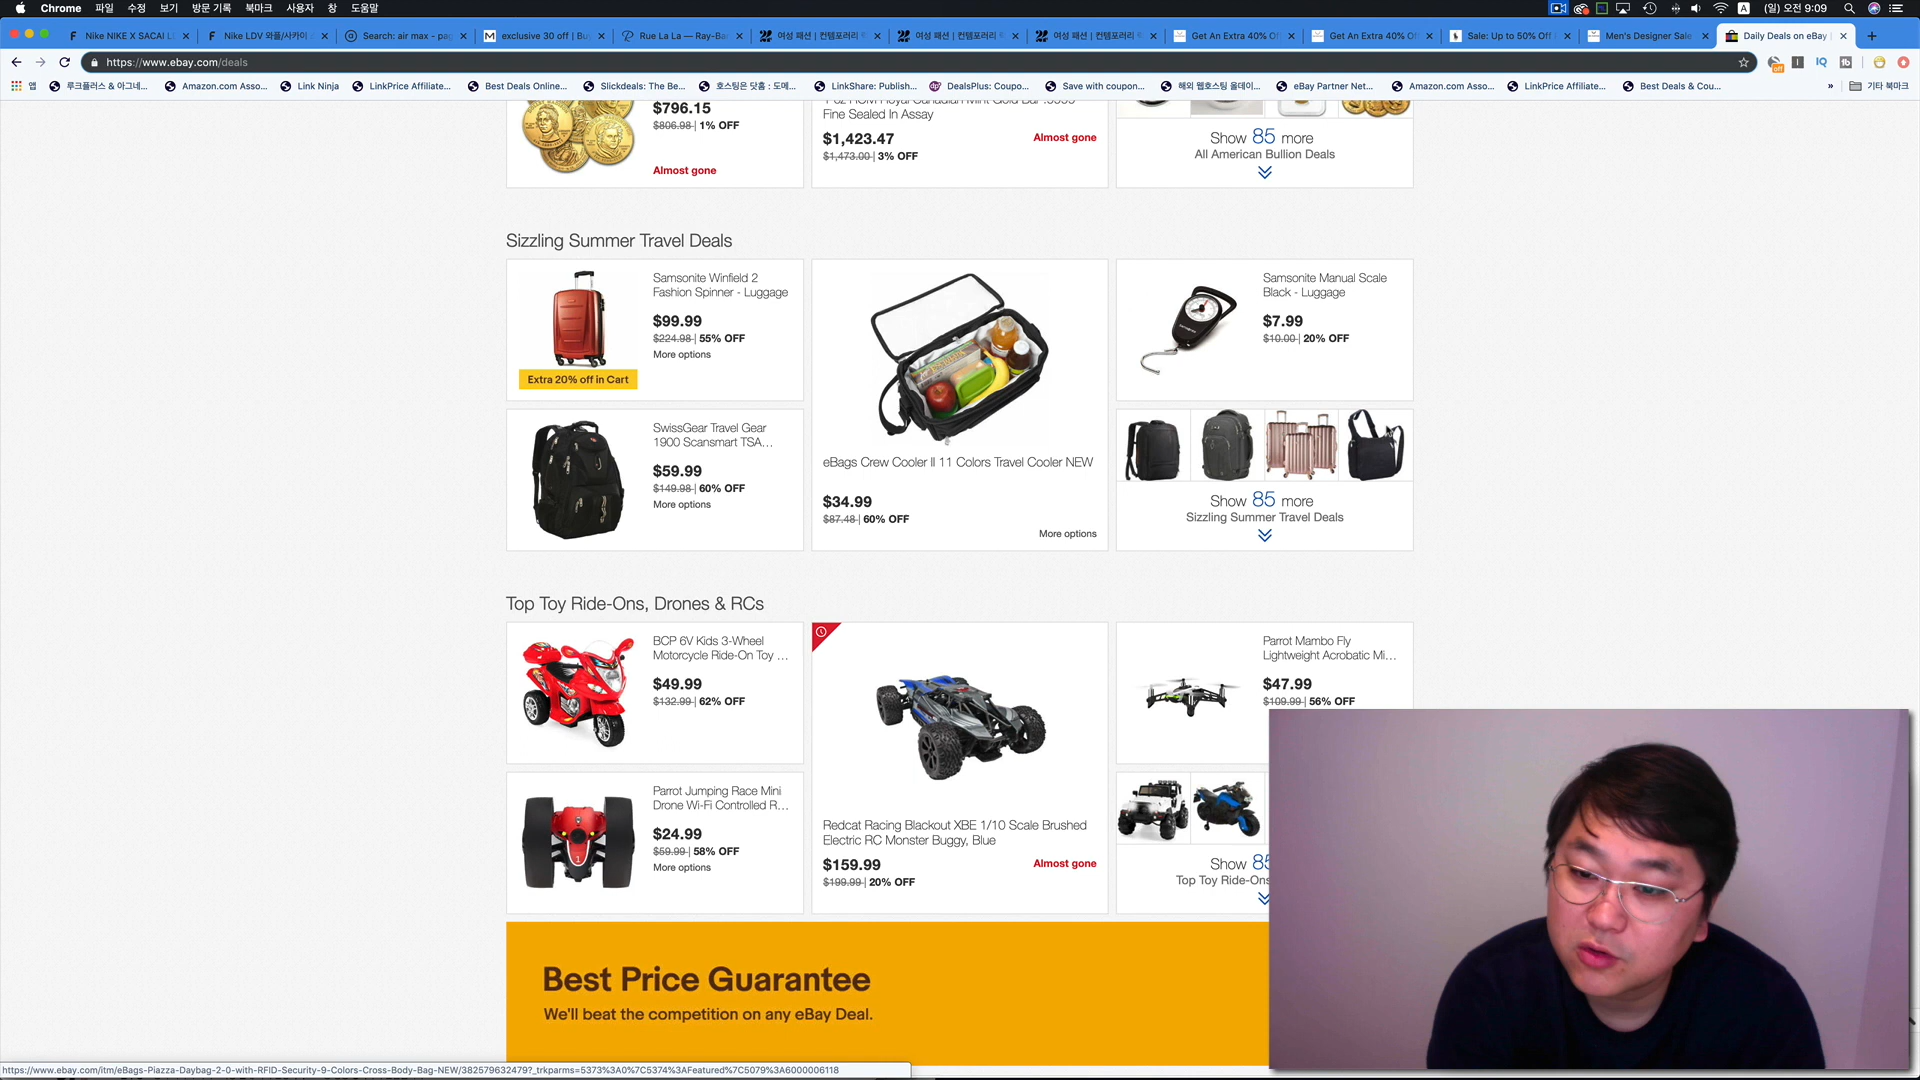 Chrome 파일 수정 보기 방문 기록 북마크 사용자 창 도움말 (일) 오전 9:09
Nike NIKE X SACAI L Nike LDV 와플/사카이 Search: air max - pa exclusive 30 off | Bu Rue La La — Ray-Ba 여성 패션 | 컨템포러리 여성 패션 | 컨템포러리 여성 패션 | 컨템포러리 Get An Extra 40% O Get An Extra 40% O Sale: Up to 50% Off Men's Designer Sale Daily Deals on eBay
https://www.ebay.com/deals
앱 루크플러스 & 아그네... Amazon.com Asso... Link Ninja LinkPrice Affiliate... Best Deals Online... Slickdeals: The Be... 호스팅은 닷홈 : 도메... LinkShare: Publish... DealsPlus: Coupo... Save with coupon... 해외 웹호스팅 올데이... eBay Partner Net... Amazon.com Asso... LinkPrice Affiliate... Best Deals & Cou... » 기타 북마크
$796.15
$806.98 | 1% OFF
Almost gone
Fine Sealed In Assay
$1,423.47
$1,473.00 | 3% OFF
Almost gone
Show 85 more
All American Bullion Deals
Sizzling Summer Travel Deals
Samsonite Winfield 2
Fashion Spinner - Luggage
$99.99
$224.98 | 55% OFF
More options
Extra 20% off in Cart
SwissGear Travel Gear
1900 Scansmart TSA...
$59.99
$149.98 | 60% OFF
More options
eBags Crew Cooler II 11 Colors Travel Cooler NEW
$34.99
$87.48 | 60% OFF
More options
Samsonite Manual Scale
Black - Luggage
$7.99
$10.00 | 20% OFF
Show 85 more
Sizzling Summer Travel Deals
Top Toy Ride-Ons, Drones & RCs
BCP 6V Kids 3-Wheel
Motorcycle Ride-On Toy ...
$49.99
$132.99 | 62% OFF
Parrot Jumping Race Mini
Drone Wi-Fi Controlled R...
$24.99
$59.99 | 58% OFF
More options
Redcat Racing Blackout XBE 1/10 Scale Brushed
Electric RC Monster Buggy, Blue
$159.99
$199.99 | 20% OFF
Almost gone
Parrot Mambo Fly
Lightweight Acrobatic Mi...
$47.99
$109.99 | 56% OFF
Show 85
Top Toy Ride-Ons
Best Price Guarantee
We'll beat the competition on any eBay Deal.
https://www.ebay.com/itm/eBags-Piazza-Daybag-2-0-with-RFID-Security-9-Colors-Cross-Body-Bag-NEW/382579632479?_trkparms=5373%3A0%7C5374%3AFeatured%7C5079%3A6000006118